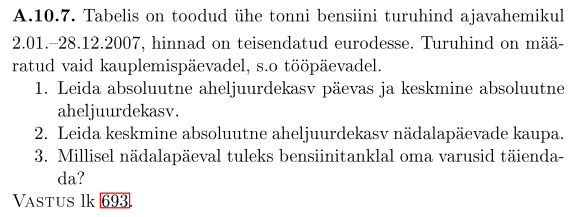 A.10.7. Tabelis on toodud ühe tonni bensiini turuhind ajavahemikul
2.01.–28.12.2007, hinnad on teisendatud eurodesse. Turuhind on mää-
ratud vaid kauplemispäevadel, s.o tööpäevadel.
1. Leida absoluutne aheljuurdekasv päevas ja keskmine absoluutne
aheljuurdekasv.
2. Leida keskmine absoluutne aheljuurdekasv nädalapäevade kaupa.
3. Millisel nädalapäeval tuleks bensiinitanklal oma varusid täienda-
da?
Vastus lk 693.